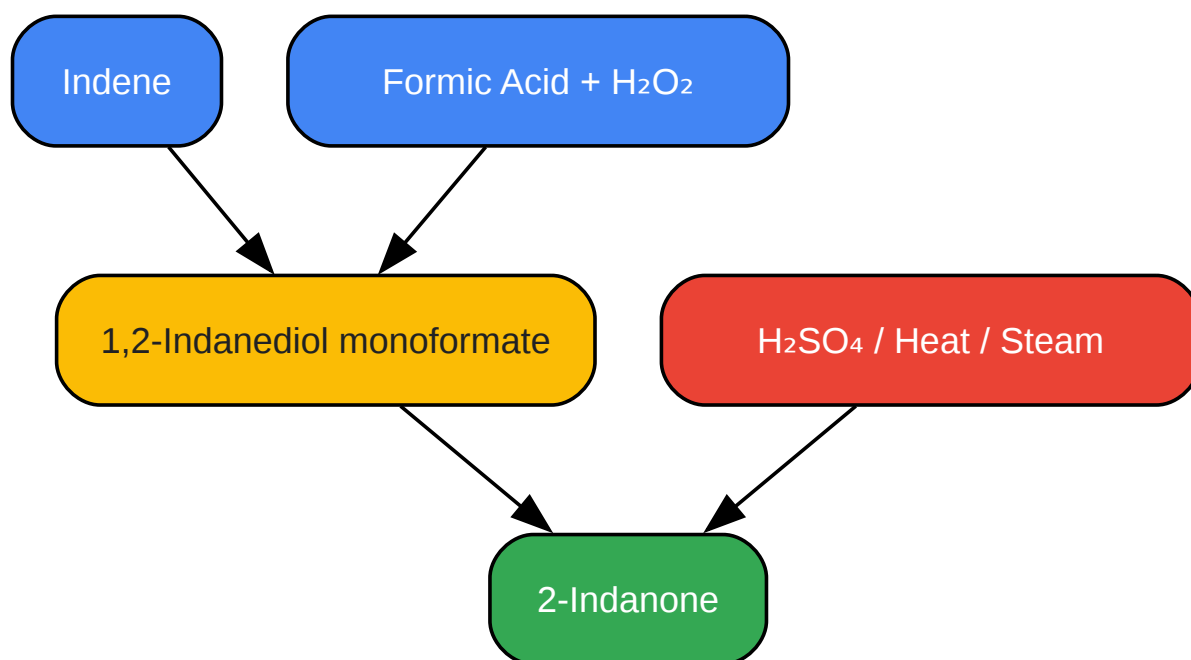 Indene
Formic Acid + H₂O₂
1,2-Indanediol monoformate
H₂SO₄ / Heat / Steam
2-Indanone